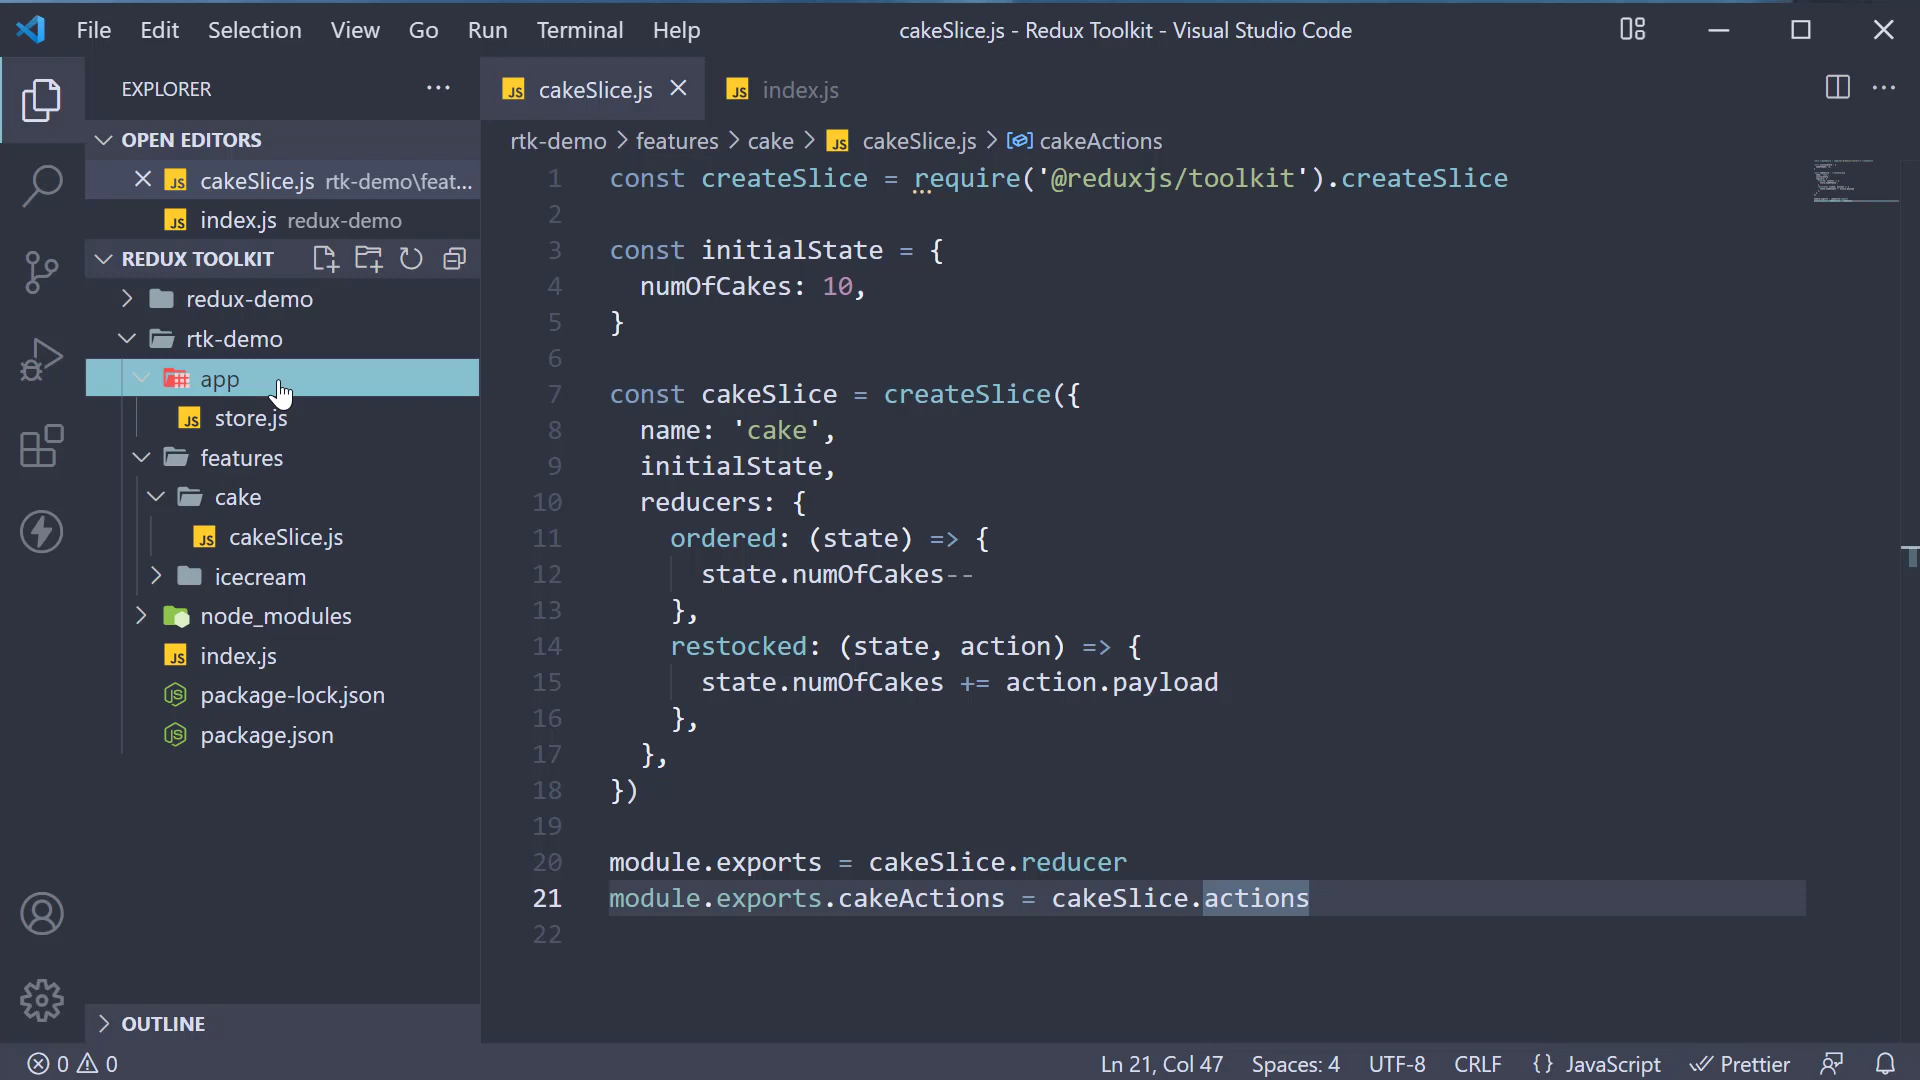 File Edit Selection View Go Run Terminal Help
cakeSlice.js - Redux Toolkit - Visual Studio Code
EXPLORER
OPEN EDITORS
cakeSlice.js rtk-demo\feat...
index.js redux-demo
REDUX TOOLKIT
redux-demo
rtk-demo
app
store.js
features
cake
cakeSlice.js
icecream
node_modules
index.js
package-lock.json
package.json
OUTLINE
cakeSlice.js
index.js
rtk-demo > features > cake > cakeSlice.js > cakeActions
1 const createSlice = require('@reduxjs/toolkit').createSlice
2
3 const initialState = {
4 numOfCakes: 10,
5 }
6
7 const cakeSlice = createSlice({
8 name: 'cake',
9 initialState,
10 reducers: {
11 ordered: (state) => {
12 state.numOfCakes--
13 },
14 restocked: (state, action) => {
15 state.numOfCakes += action.payload
16 },
17 },
18 })
19
20 module.exports = cakeSlice.reducer
21 module.exports.cakeActions = cakeSlice.actions
22
0 0
Ln 21, Col 47 Spaces: 4 UTF-8 CRLF {} JavaScript Prettier